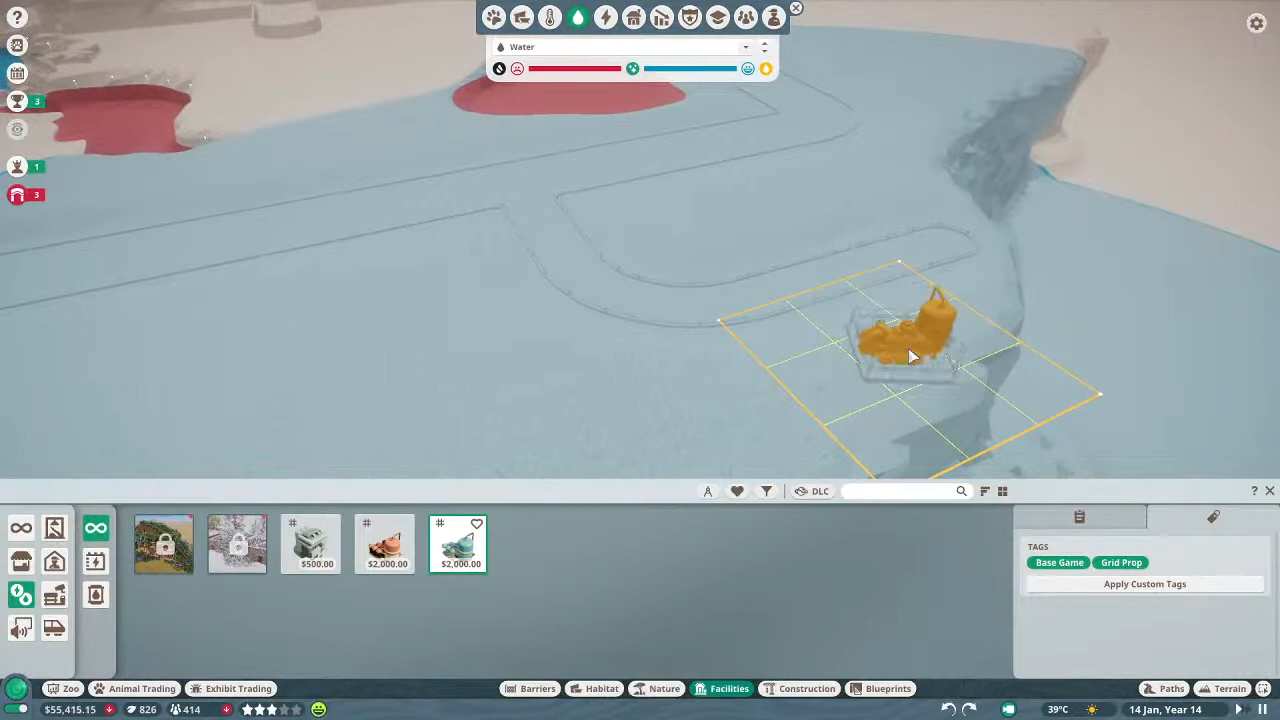 ?
Water
3
1
3
DLC
?
$500.00 $2,000.00 $2,000.00
TAGS
Base Game Grid Prop
Apply Custom Tags
Zoo Animal Trading Exhibit Trading Barriers Habitat Nature Facilities Construction Blueprints Paths Terrain
$55,415.15 826 414 39°C 14 Jan, Year 14